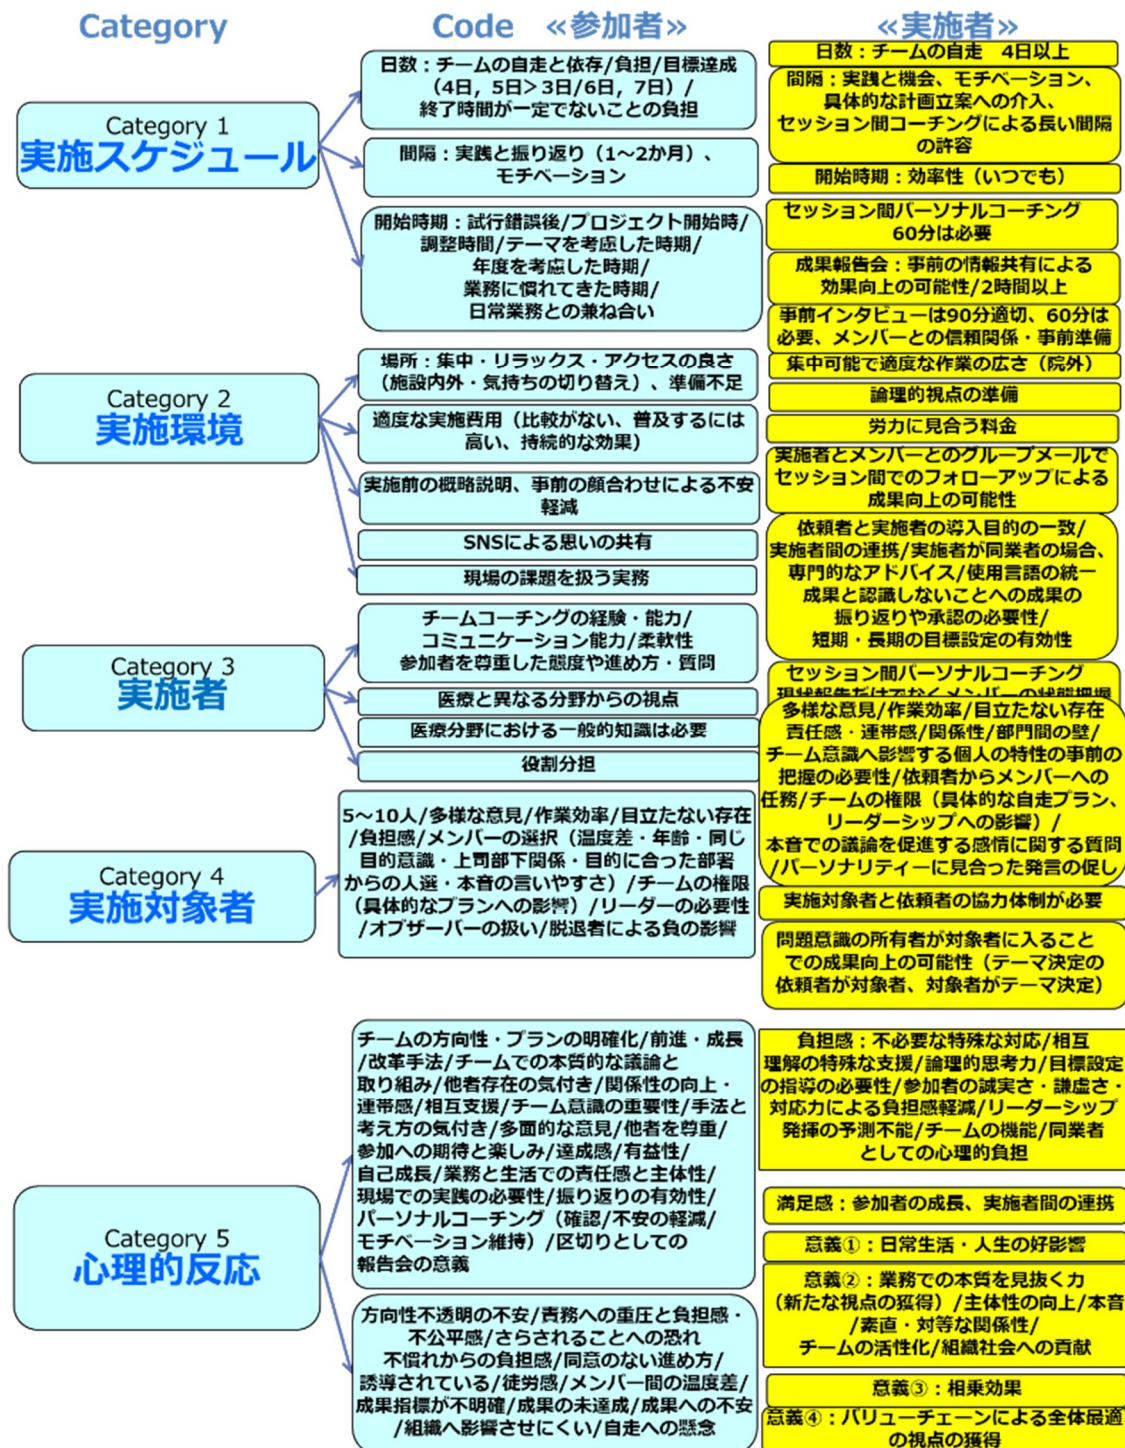 Category
Code «参加者»
«実施者»
Category 1
実施スケジュール
日数：チームの自走と依存/負担/目標達成
（4日, 5日＞3日/6日, 7日）/
終了時間が一定でないことの負担
間隔：実践と振り返り（1～2か月）、
モチベーション
開始時期：試行錯誤後/プロジェクト開始時/
調整時間/テーマを考慮した時期/
年度を考慮した時期/
業務に慣れてきた時期/
日常業務との兼ね合い
日数：チームの自走　4日以上
間隔：実践と機会、モチベーション、
具体的な計画立案への介入、
セッション間コーチングによる長い間隔
の許容
開始時期：効率性（いつでも）
セッション間パーソナルコーチング
60分は必要
成果報告会：事前の情報共有による
効果向上の可能性/2時間以上
事前インタビューは90分適切、60分は
必要、メンバーとの信頼関係・事前準備
Category 2
実施環境
場所：集中・リラックス・アクセスの良さ
（施設内外・気持ちの切り替え）、準備不足
適度な実施費用（比較がない、普及するには
高い、持続的な効果）
実施前の概略説明、事前の顔合わせによる不安
軽減
SNSによる思いの共有
現場の課題を扱う実務
集中可能で適度な作業の広さ（院外）
論理的視点の準備
労力に見合う料金
実施者とメンバーとのグループメールで
セッション間でのフォローアップによる
成果向上の可能性
依頼者と実施者の導入目的の一致/
実施者間の連携/実施者が同業者の場合、
専門的なアドバイス/使用言語の統一
成果と認識しないことへの成果の
振り返りや承認の必要性/
短期・長期の目標設定の有効性
Category 3
実施者
チームコーチングの経験・能力/
コミュニケーション能力/柔軟性
参加者を尊重した態度や進め方・質問
医療と異なる分野からの視点
医療分野における一般的知識は必要
役割分担
セッション間パーソナルコーチング
現状報告だけでなくメンバーの状態把握
Category 4
実施対象者
5～10人/多様な意見/作業効率/目立たない存在
/負担感/メンバーの選択（温度差・年齢・同じ
目的意識・上司部下関係・目的に合った部署
からの人選・本音の言いやすさ）/チームの権限
（具体的なプランへの影響）/リーダーの必要性
/オブザーバーの扱い/脱退者による負の影響
多様な意見/作業効率/目立たない存在
責任感・連帯感/関係性/部門間の壁/
チーム意識へ影響する個人の特性の事前の
把握の必要性/依頼者からメンバーへの
任務/チームの権限（具体的な自走プラン、
リーダーシップへの影響）/
本音での議論を促進する感情に関する質問
/パーソナリティーに見合った発言の促し
実施対象者と依頼者の協力体制が必要
問題意識の所有者が対象者に入ること
での成果向上の可能性（テーマ決定の
依頼者が対象者、対象者がテーマ決定）
Category 5
心理的反応
チームの方向性・プランの明確化/前進・成長
/改革手法/チームでの本質的な議論と
取り組み/他者存在の気付き/関係性の向上・
連帯感/相互支援/チーム意識の重要性/手法と
考え方の気付き/多面的な意見/他者を尊重/
参加への期待と楽しみ/達成感/有益性/
自己成長/業務と生活での責任感と主体性/
現場での実践の必要性/振り返りの有効性/
パーソナルコーチング（確認/不安の軽減/
モチベーション維持）/区切りとしての
報告会の意義
方向性不透明の不安/責務への重圧と負担感・
不公平感/さらされることへの恐れ
不慣れからの負担感/同意のない進め方/
誘導されている/徒労感/メンバー間の温度差/
成果指標が不明確/成果の未達成/成果への不安
/組織へ影響させにくい/自走への懸念
負担感：不必要な特殊な対応/相互
理解の特殊な支援/論理的思考力/目標設定
の指導の必要性/参加者の誠実さ・謙虚さ・
対応力による負担感軽減/リーダーシップ
発揮の予測不能/チームの機能/同業者
としての心理的負担
満足感：参加者の成長、実施者間の連携
意義①：日常生活・人生の好影響
意義②：業務での本質を見抜く力
（新たな視点の獲得）/主体性の向上/本音
/素直・対等な関係性/
チームの活性化/組織社会への貢献
意義③：相乗効果
意義④：バリューチェーンによる全体最適
の視点の獲得